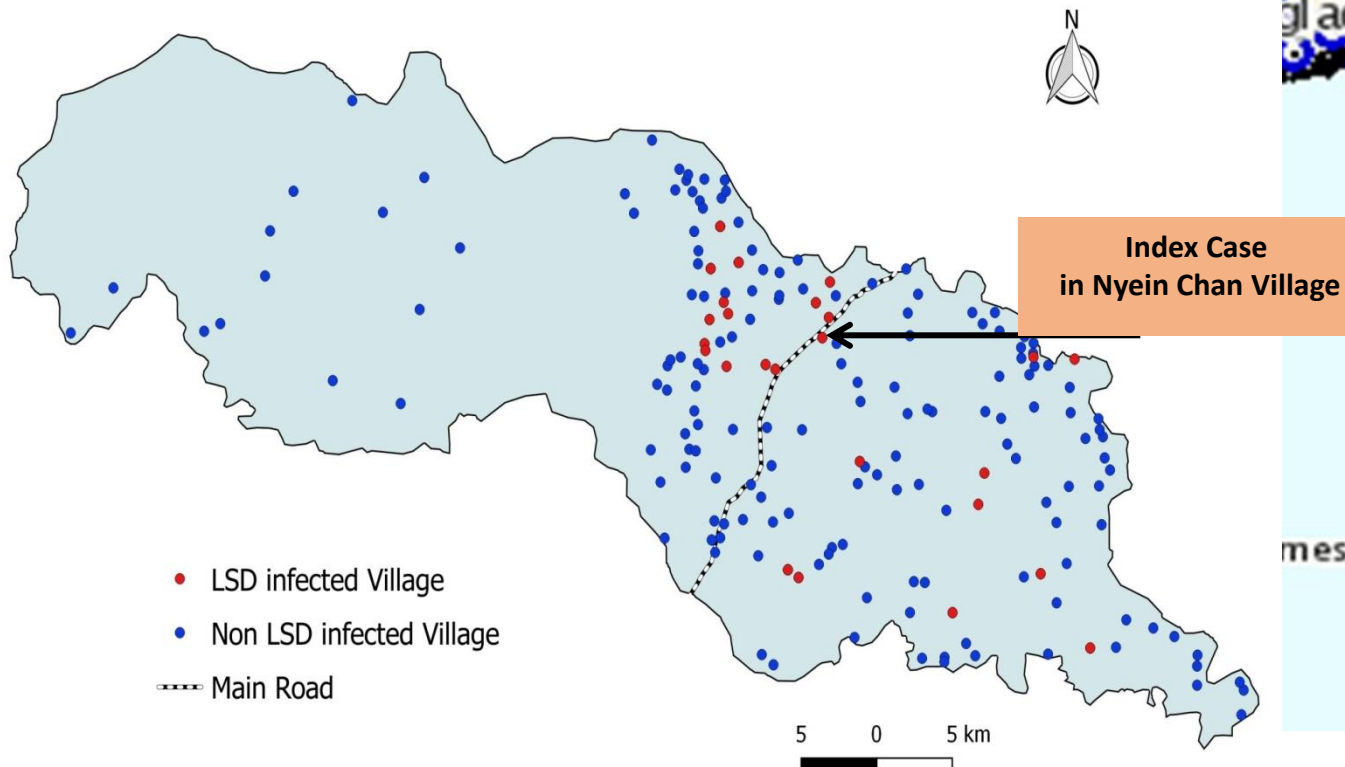 N
Index Case
in Nyein Chan Village
LSD infected Village
Non LSD infected Village
Main Road
5 0 5 km